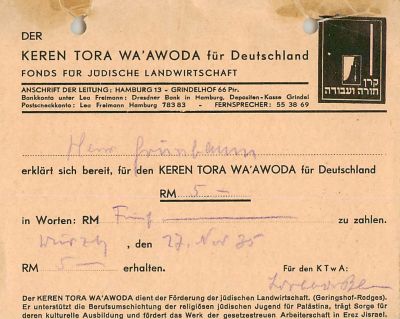 DER
KEREN TORA WA'AWODA für Deutschland
FONDS FÜR JÜDISCHE LANDWIRTSCHAFT
קרן
תורה ועבודה
ANSCHRIFT DER LEITUNG: HAMBURG 13 - GRINDELHOF 66 Ptr.
Bankkonto unter Leo Freimann: Dresdner Bank in Hamburg, Depositen-Kasse Grindel
Postscheckkonto: Leo Freimann Hamburg 783 83 - FERNSPRECHER: 55 38 69
Herr Grünbaum
erklärt sich bereit, für den KEREN TORA WA'AWODA für Deutschland
RM 5-
in Worten: RM Fünf zu zahlen.
, den 27. Nov 35
RM 5- erhalten. Für den KTwA:
Der KEREN TORA WA'AWODA dient der Förderung der jüdischen Landwirtschaft. (Geringshof-Rodges).
Er unterstützt die Berufsumschichtung der religiösen jüdischen Jugend für Palästina, trägt Sorge für
deren kulturelle Ausbildung und fördert das Werk der gesetzestreuen Arbeiterschaft in Erez Jisrael.